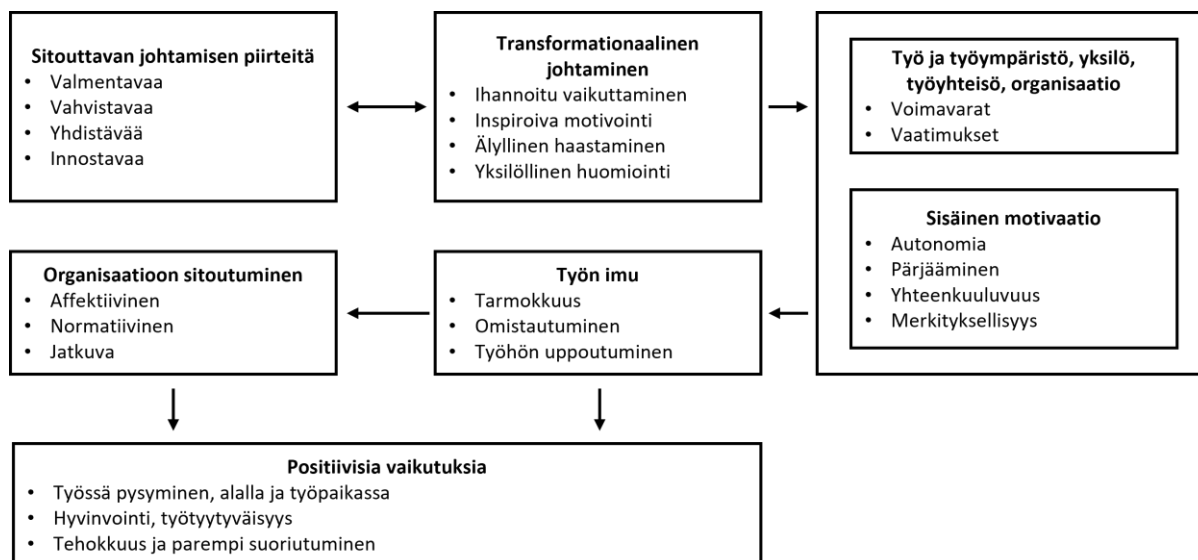 Sitouttavan johtamisen piirteitä
• Valmentavaa
• Vahvistavaa
• Yhdistävää
• Innostavaa
Transformationaalinen
johtaminen
• Ihannoitu vaikuttaminen
• Inspiroiva motivointi
• Älyllinen haastaminen
• Yksilöllinen huomiointi
Työ ja työympäristö, yksilö,
työyhteisö, organisaatio
• Voimavarat
• Vaatimukset
Sisäinen motivaatio
• Autonomia
• Pärjääminen
• Yhteenkuuluvuus
• Merkityksellisyys
Organisaatioon sitoutuminen
• Affektiivinen
• Normatiivinen
• Jatkuva
Työn imu
• Tarmokkuus
• Omistautuminen
• Työhön uppoutuminen
Positiivisia vaikutuksia
• Työssä pysyminen, alalla ja työpaikassa
• Hyvinvointi, työtyytyväisyys
• Tehokkuus ja parempi suoriutuminen